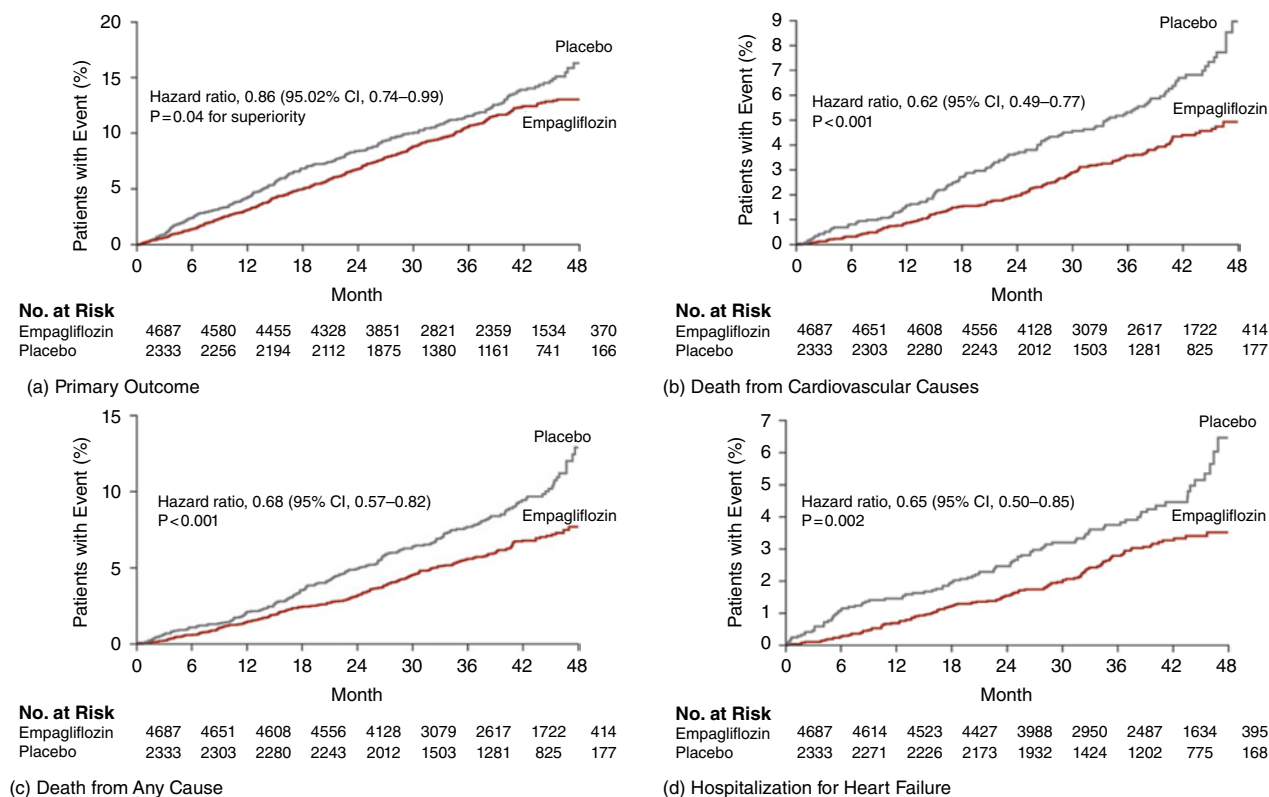 20
15
10
5
0
Patients with Event (%)
Placebo
Hazard ratio, 0.86 (95.02% CI, 0.74–0.99)
P=0.04 for superiority
Empagliflozin
0 6 12 18 24 30 36 42 48
Month
No. at Risk
Empagliflozin 4687 4580 4455 4328 3851 2821 2359 1534 370
Placebo 2333 2256 2194 2112 1875 1380 1161 741 166
(a) Primary Outcome
9
8
7
6
5
4
3
2
1
0
Patients with Event (%)
Placebo
Hazard ratio, 0.62 (95% CI, 0.49–0.77)
P<0.001
Empagliflozin
0 6 12 18 24 30 36 42 48
Month
No. at Risk
Empagliflozin 4687 4651 4608 4556 4128 3079 2617 1722 414
Placebo 2333 2303 2280 2243 2012 1503 1281 825 177
(b) Death from Cardiovascular Causes
15
10
5
0
Patients with Event (%)
Placebo
Hazard ratio, 0.68 (95% CI, 0.57–0.82)
P<0.001
Empagliflozin
0 6 12 18 24 30 36 42 48
Month
No. at Risk
Empagliflozin 4687 4651 4608 4556 4128 3079 2617 1722 414
Placebo 2333 2303 2280 2243 2012 1503 1281 825 177
(c) Death from Any Cause
7
6
5
4
3
2
1
0
Patients with Event (%)
Placebo
Hazard ratio, 0.65 (95% CI, 0.50–0.85)
P=0.002
Empagliflozin
0 6 12 18 24 30 36 42 48
Month
No. at Risk
Empagliflozin 4687 4614 4523 4427 3988 2950 2487 1634 395
Placebo 2333 2271 2226 2173 1932 1424 1202 775 168
(d) Hospitalization for Heart Failure